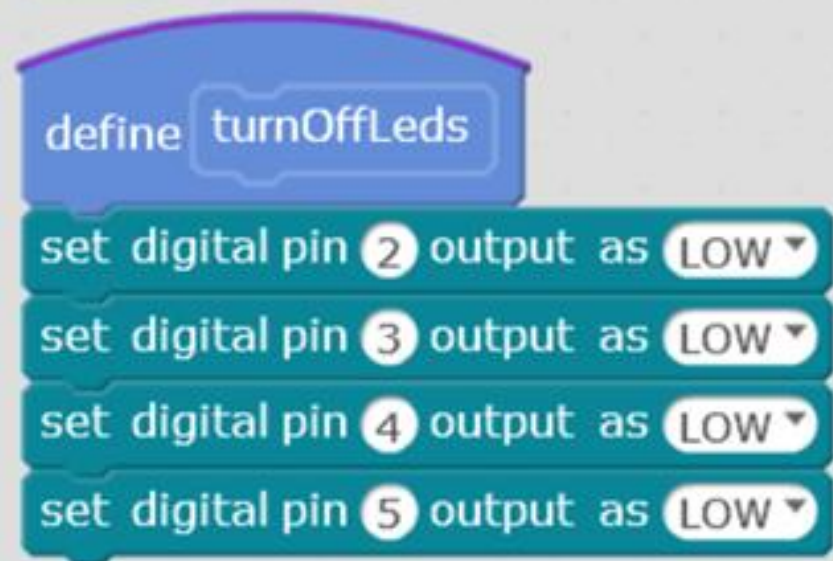 define turnOffLeds
set digital pin 2 output as LOW
set digital pin 3 output as LOW
set digital pin 4 output as LOW
set digital pin 5 output as LOW